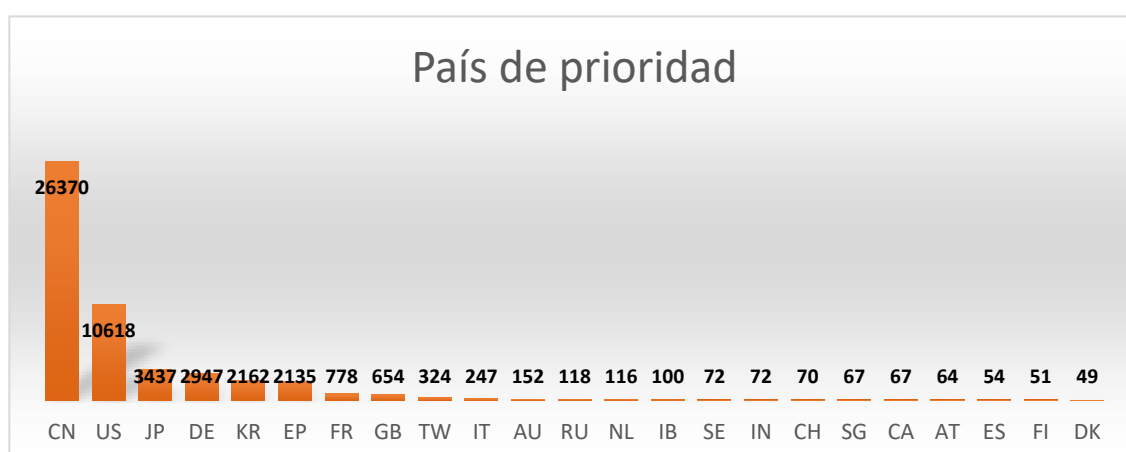 País de prioridad
26370
10618
3437 2947 2162 2135 778 654 324 247 152 118 116 100 72 72 70 67 67 64 54 51 49
CN US JP DE KR EP FR GB TW IT AU RU NL IB SE IN CH SG CA AT ES FI DK